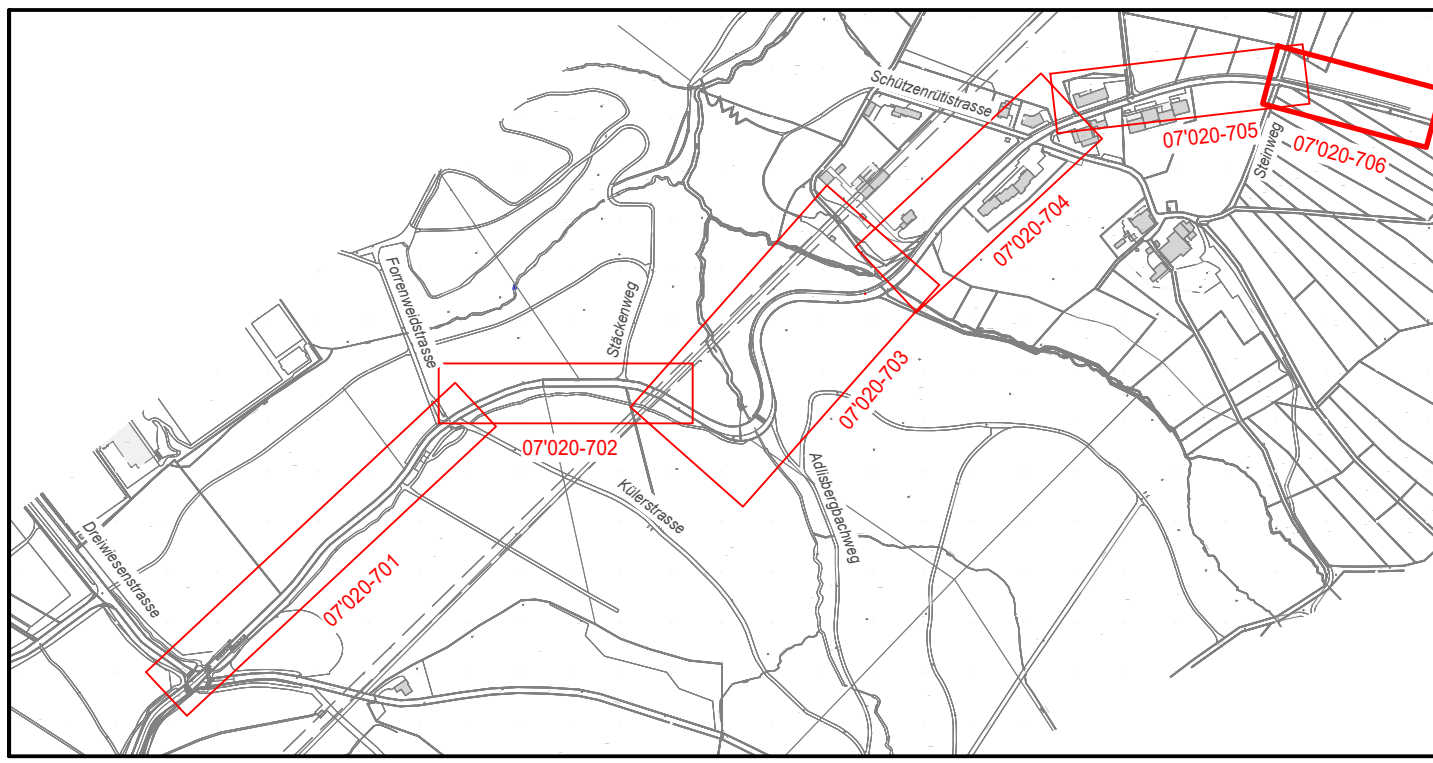 Schützenrütistrasse
07'020-705
07'020-706
Steinweg
07'020-704
Forrenweidstrasse
Stäckenweg
07'020-703
07'020-702
Külerstrasse
Adlisbergbachweg
Dreiwiesenstrasse
07'020-701